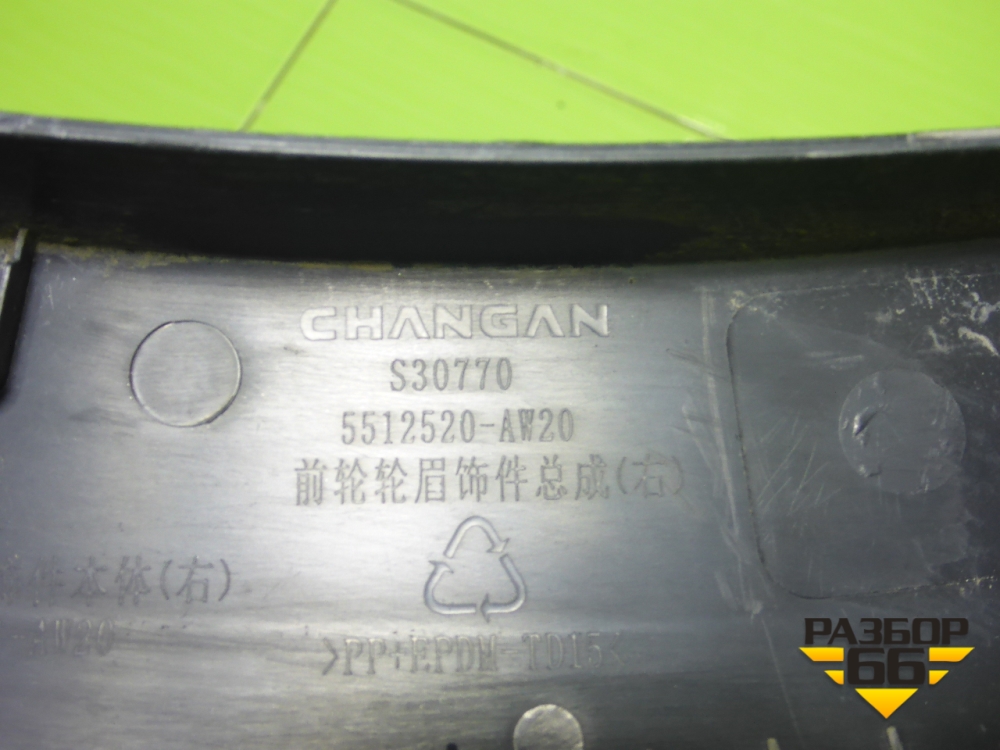 CHANGAN
S30770
5512520-AW20
前轮轮眉饰件总成(右)
件本体(右)
AW20
>PP+EPDM-TD15<
РАЗБОР
66